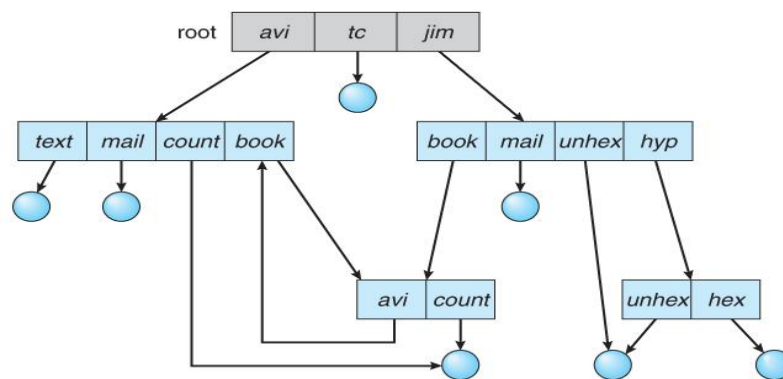 root avi tc jim
text mail count book book mail unhex hyp
avi count unhex hex